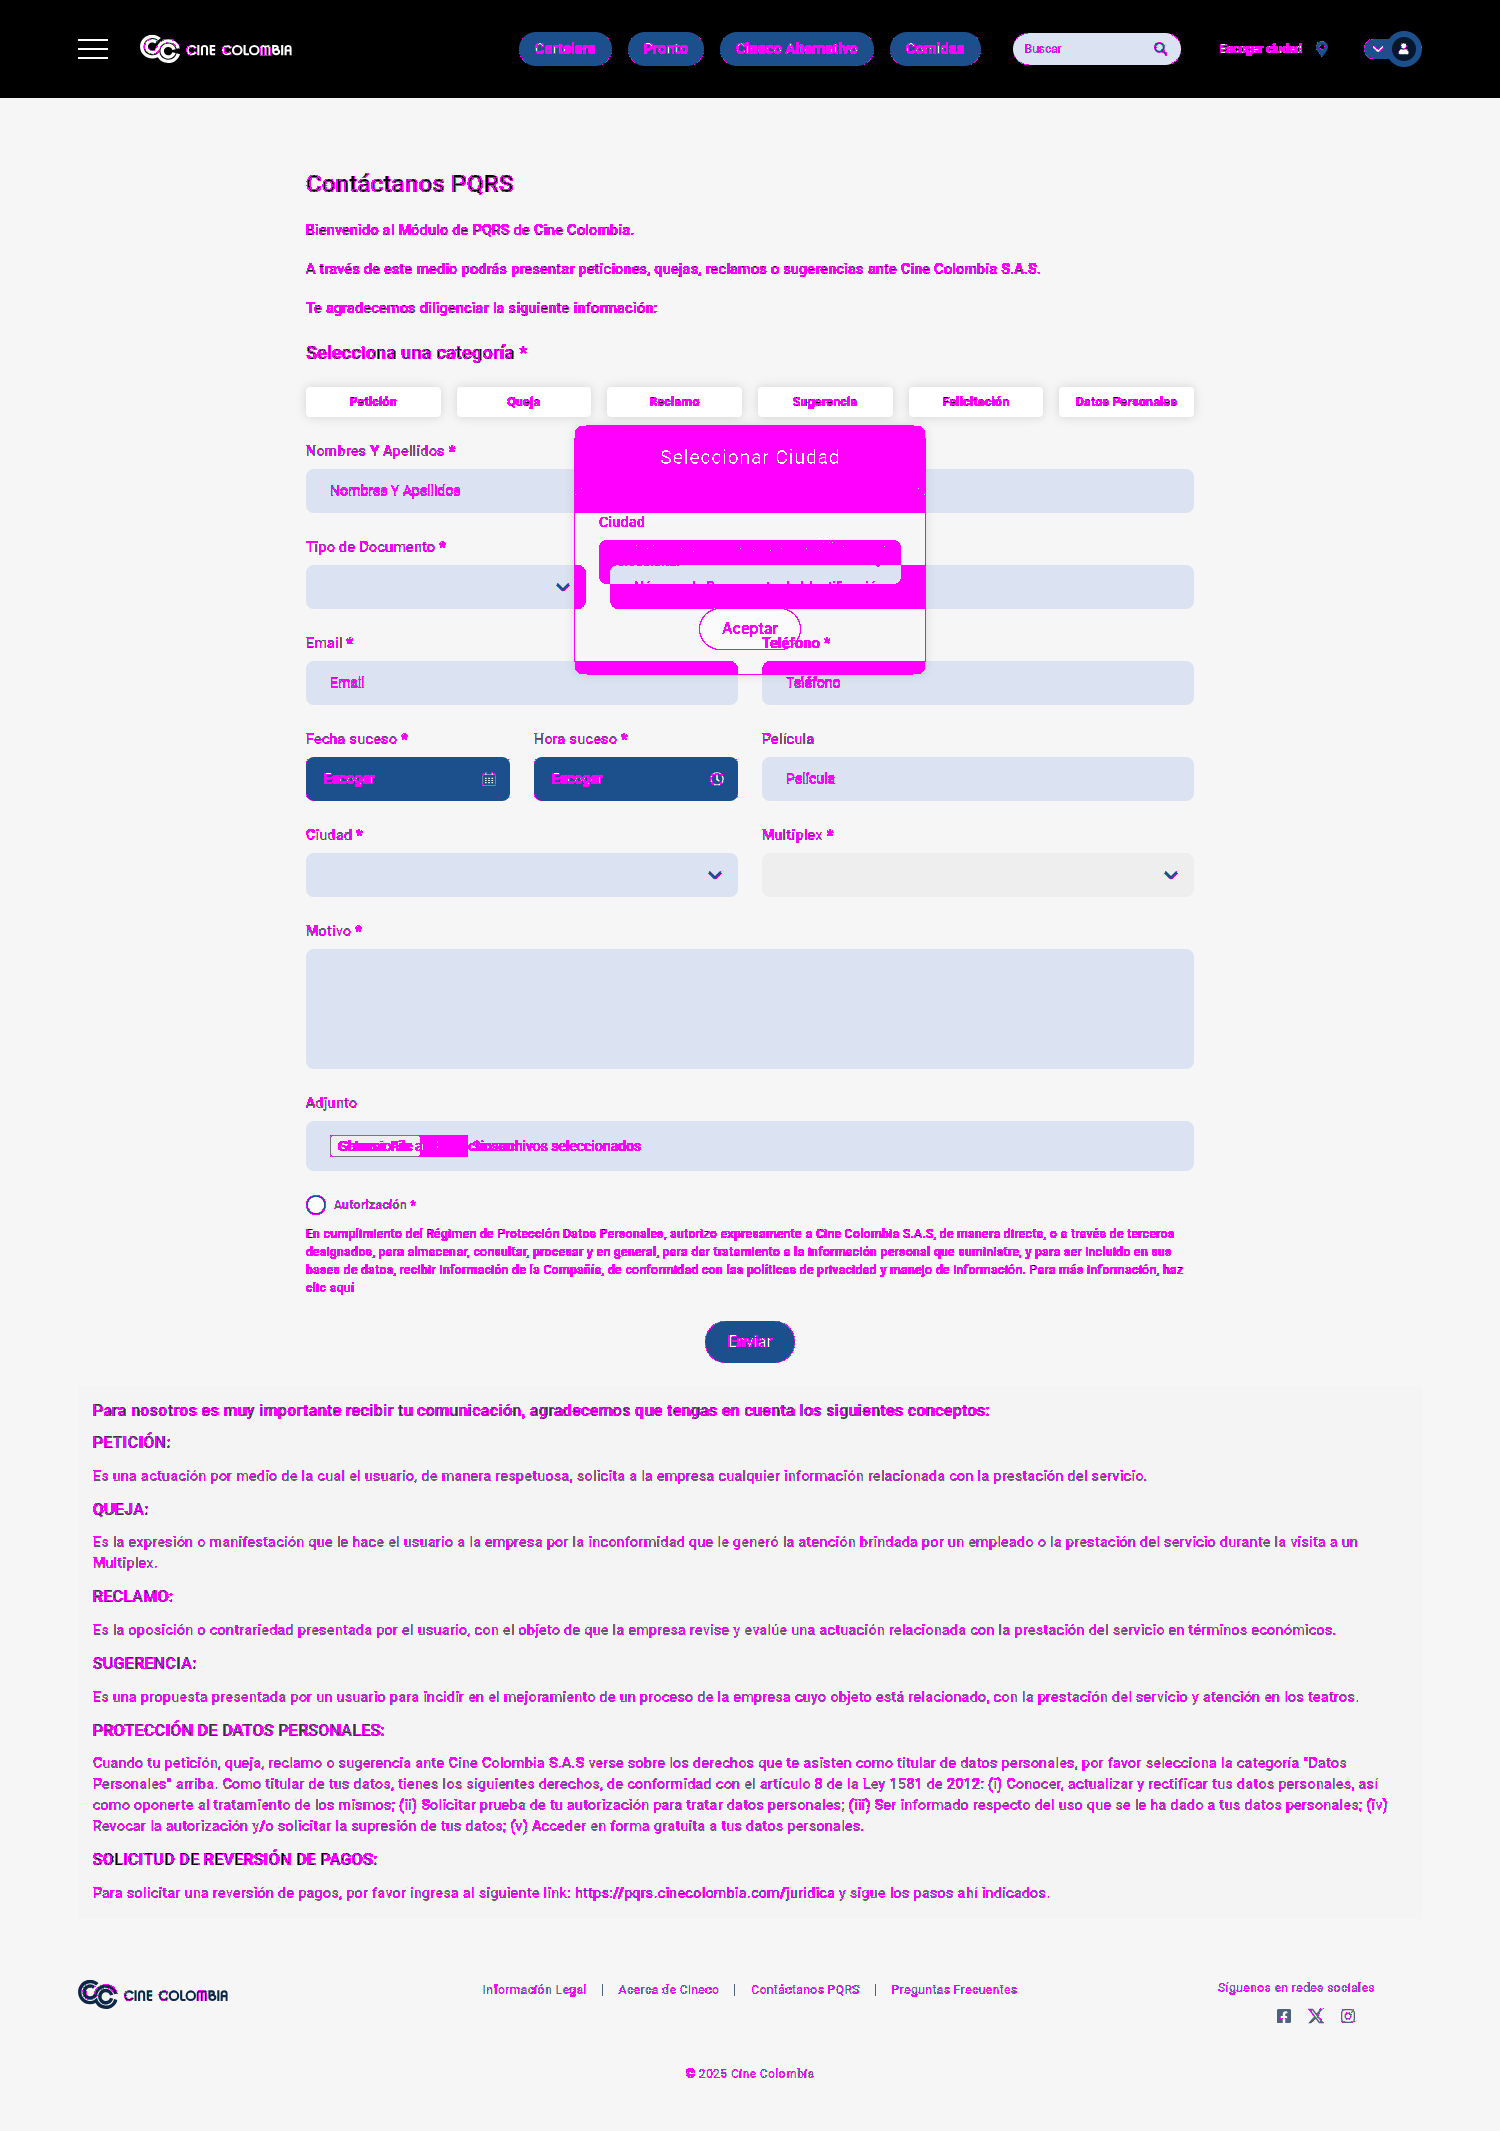 CINE COLOMBIA
Cartelera
Pronto
Cineco Alternativo
Comidas
Buscar
Escoger ciudad
Contáctanos PQRS
Bienvenido al Módulo de PQRS de Cine Colombia.
A través de este medio podrás presentar peticiones, quejas, reclamos o sugerencias ante Cine Colombia S.A.S.
Te agradecemos diligenciar la siguiente información:
Selecciona una categoría *
Petición
Queja
Reclamo
Sugerencia
Felicitación
Datos Personales
Nombres Y Apellidos *
Nombres Y Apellidos
Seleccionar Ciudad
Ciudad
Tipo de Documento *
Aceptar
Email *
Teléfono *
Email
Teléfono
Fecha suceso *
Hora suceso *
Película
Escoger
Escoger
Película
Ciudad *
Multiplex *
Motivo *
Adjunto
archivos seleccionados
Autorización *
En cumplimiento del Régimen de Protección Datos Personales, autorizo expresamente a Cine Colombia S.A.S, de manera directa, o a través de terceros
designados, para almacenar, consultar, procesar y en general, para dar tratamiento a la información personal que suministre, y para ser incluido en sus
bases de datos, recibir información de la Compañía, de conformidad con las políticas de privacidad y manejo de información. Para más información, haz
clic aquí
Enviar
Para nosotros es muy importante recibir tu comunicación, agradecemos que tengas en cuenta los siguientes conceptos:
PETICIÓN:
Es una actuación por medio de la cual el usuario, de manera respetuosa, solicita a la empresa cualquier información relacionada con la prestación del servicio.
QUEJA:
Es la expresión o manifestación que le hace el usuario a la empresa por la inconformidad que le generó la atención brindada por un empleado o la prestación del servicio durante la visita a un
Multiplex.
RECLAMO:
Es la oposición o contrariedad presentada por el usuario, con el objeto de que la empresa revise y evalúe una actuación relacionada con la prestación del servicio en términos económicos.
SUGERENCIA:
Es una propuesta presentada por un usuario para incidir en el mejoramiento de un proceso de la empresa cuyo objeto está relacionado, con la prestación del servicio y atención en los teatros.
PROTECCIÓN DE DATOS PERSONALES:
Cuando tu petición, queja, reclamo o sugerencia ante Cine Colombia S.A.S verse sobre los derechos que te asisten como titular de datos personales, por favor selecciona la categoría "Datos
Personales" arriba. Como titular de tus datos, tienes los siguientes derechos, de conformidad con el artículo 8 de la Ley 1581 de 2012: (i) Conocer, actualizar y rectificar tus datos personales, así
como oponerte al tratamiento de los mismos; (ii) Solicitar prueba de tu autorización para tratar datos personales; (iii) Ser informado respecto del uso que se le ha dado a tus datos personales; (iv)
Revocar la autorización y/o solicitar la supresión de tus datos; (v) Acceder en forma gratuita a tus datos personales.
SOLICITUD DE REVERSIÓN DE PAGOS:
Para solicitar una reversión de pagos, por favor ingresa al siguiente link: https://pqrs.cinecolombia.com/juridica y sigue los pasos ahí indicados.
CINE COLOMBIA
Información Legal | Acerca de Cineco | Contáctanos PQRS | Preguntas Frecuentes
Síguenos en redes sociales
© 2025 Cine Colombia